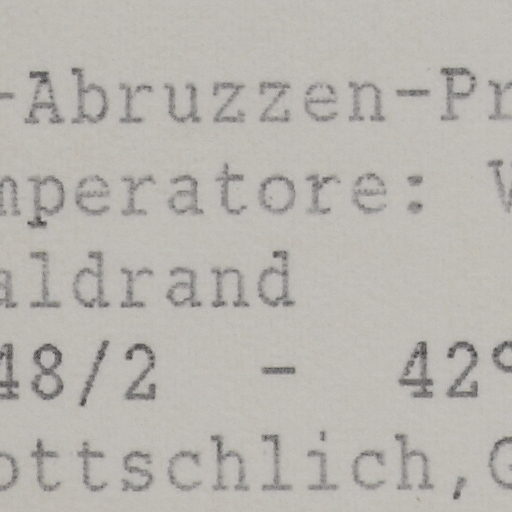 -Abruzzen-Pr
mperatore: V
aldrand
48/2 - 42°
ottschlich,G